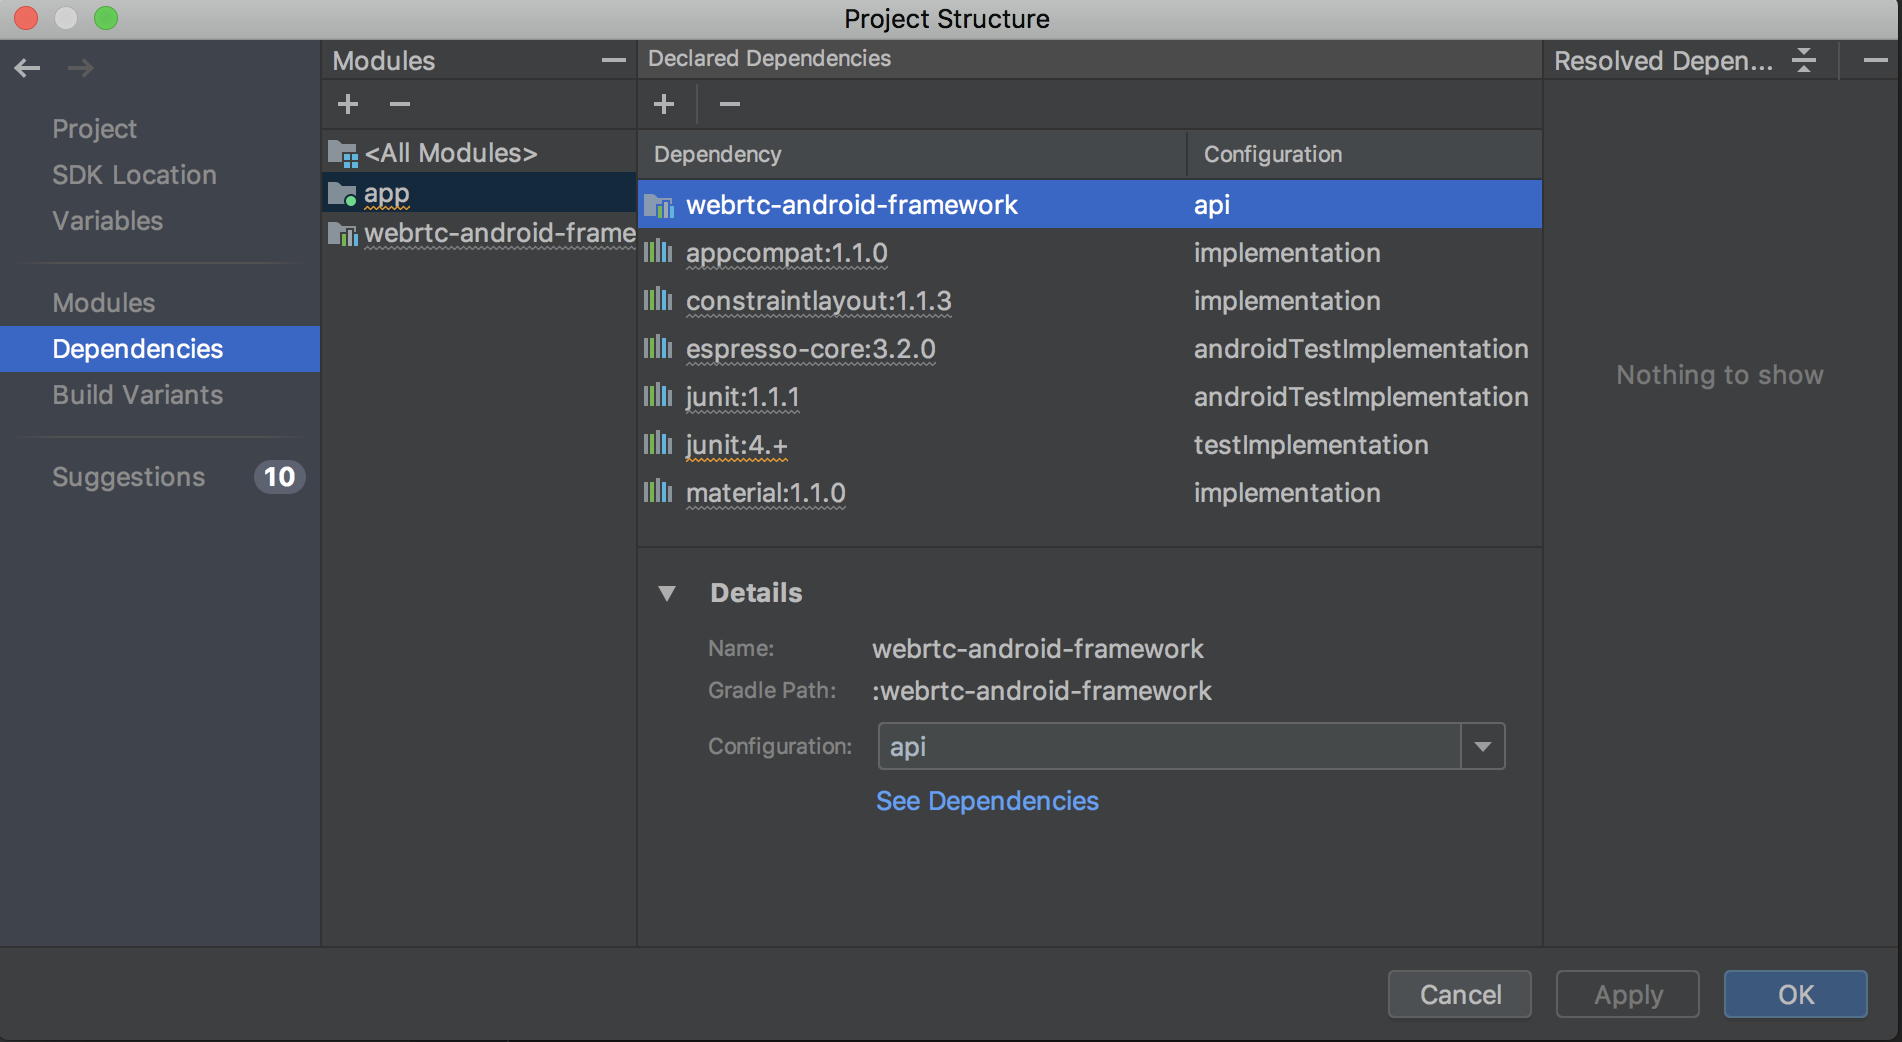 Project Structure
Project
SDK Location
Variables
Modules
Dependencies
Build Variants
Suggestions 10
Modules
<All Modules>
app
webrtc-android-frame
Declared Dependencies
Dependency Configuration
webrtc-android-framework api
appcompat:1.1.0 implementation
constraintlayout:1.1.3 implementation
espresso-core:3.2.0 androidTestImplementation
junit:1.1.1 androidTestImplementation
junit:4.+ testImplementation
material:1.1.0 implementation
Details
Name: webrtc-android-framework
Gradle Path: :webrtc-android-framework
Configuration: api
See Dependencies
Resolved Depen...
Nothing to show
Cancel Apply OK